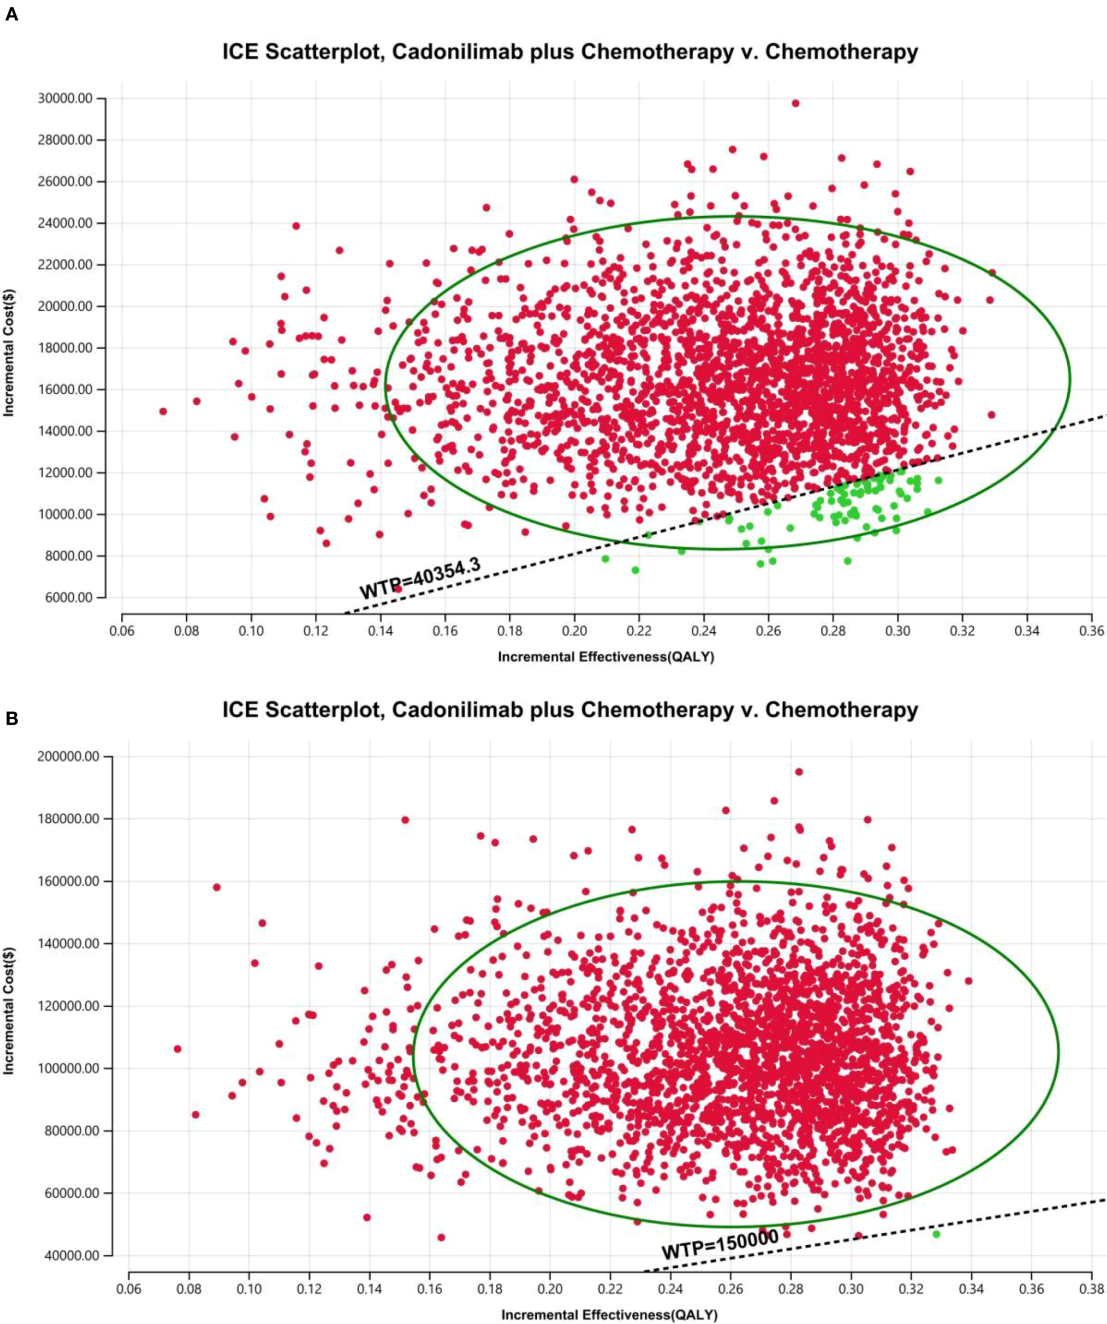 A
ICE Scatterplot, Cadonilimab plus Chemotherapy v. Chemotherapy
Incremental Cost($)
30000.00
28000.00
26000.00
24000.00
22000.00
20000.00
18000.00
16000.00
14000.00
12000.00
10000.00
8000.00
6000.00
WTP=40354.3
0.06 0.08 0.10 0.12 0.14 0.16 0.18 0.20 0.22 0.24 0.26 0.28 0.30 0.32 0.34 0.36
Incremental Effectiveness(QALY)
B
ICE Scatterplot, Cadonilimab plus Chemotherapy v. Chemotherapy
Incremental Cost($)
200000.00
180000.00
160000.00
140000.00
120000.00
100000.00
80000.00
60000.00
40000.00
WTP=150000
0.06 0.08 0.10 0.12 0.14 0.16 0.18 0.20 0.22 0.24 0.26 0.28 0.30 0.32 0.34 0.36 0.38
Incremental Effectiveness(QALY)